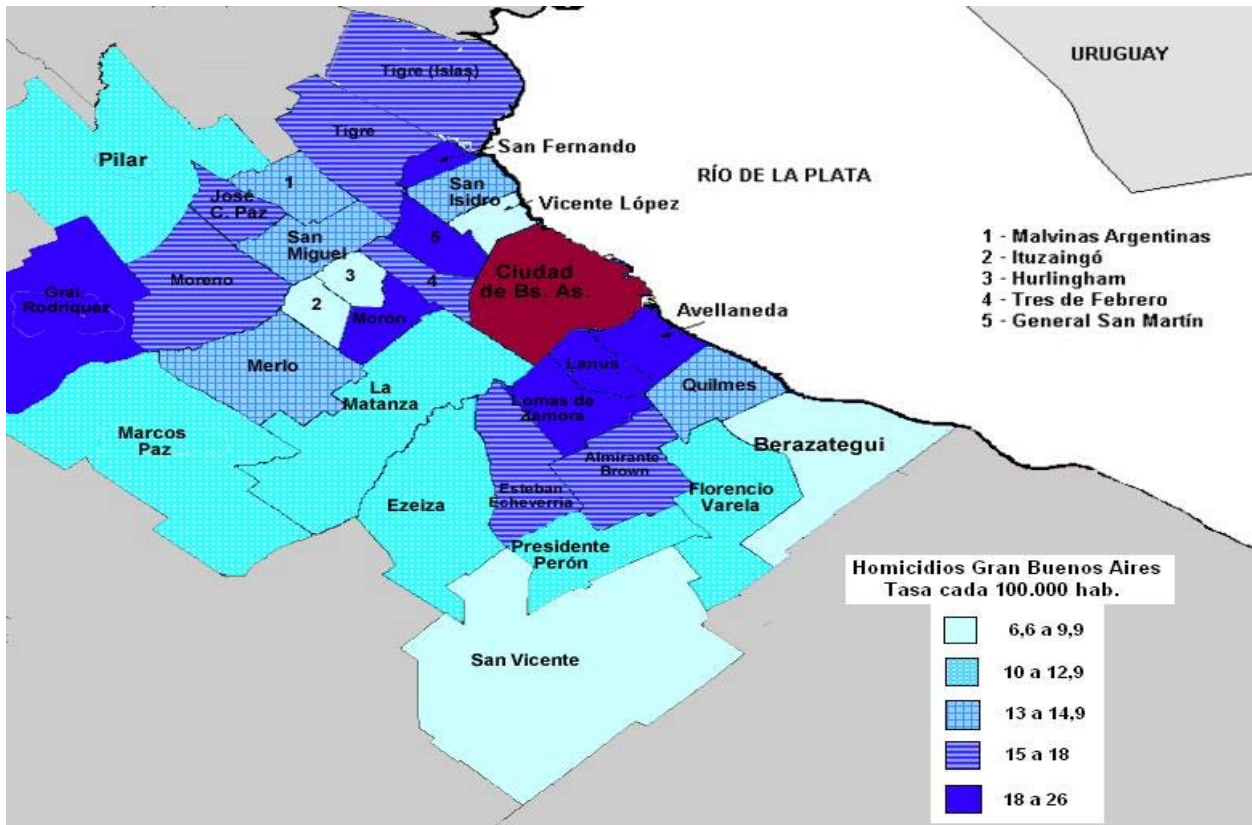 URUGUAY
Tigre (Islas)
Tigre
San Fernando
Pilar
RÍO DE LA PLATA
1
San
Isidro
José
C. Paz
Vicente López
San
Miguel
5
1 - Malvinas Argentinas
2 - Ituzaingó
3 - Hurlingham
4 - Tres de Febrero
5 - General San Martín
Moreno
3
4
Ciudad
de Bs. As.
Gral.
Rodriquez
2
Morón
Avellaneda
Merlo
Lanus
La
Matanza
Quilmes
Lomas de
Zamora
Marcos
Paz
Berazategui
Almirante
Brown
Esteban
Echeverria
Ezeiza
Florencio
Varela
Presidente
Perón
San Vicente
Homicidios Gran Buenos Aires
Tasa cada 100.000 hab.
6,6 a 9,9
10 a 12,9
13 a 14,9
15 a 18
18 a 26